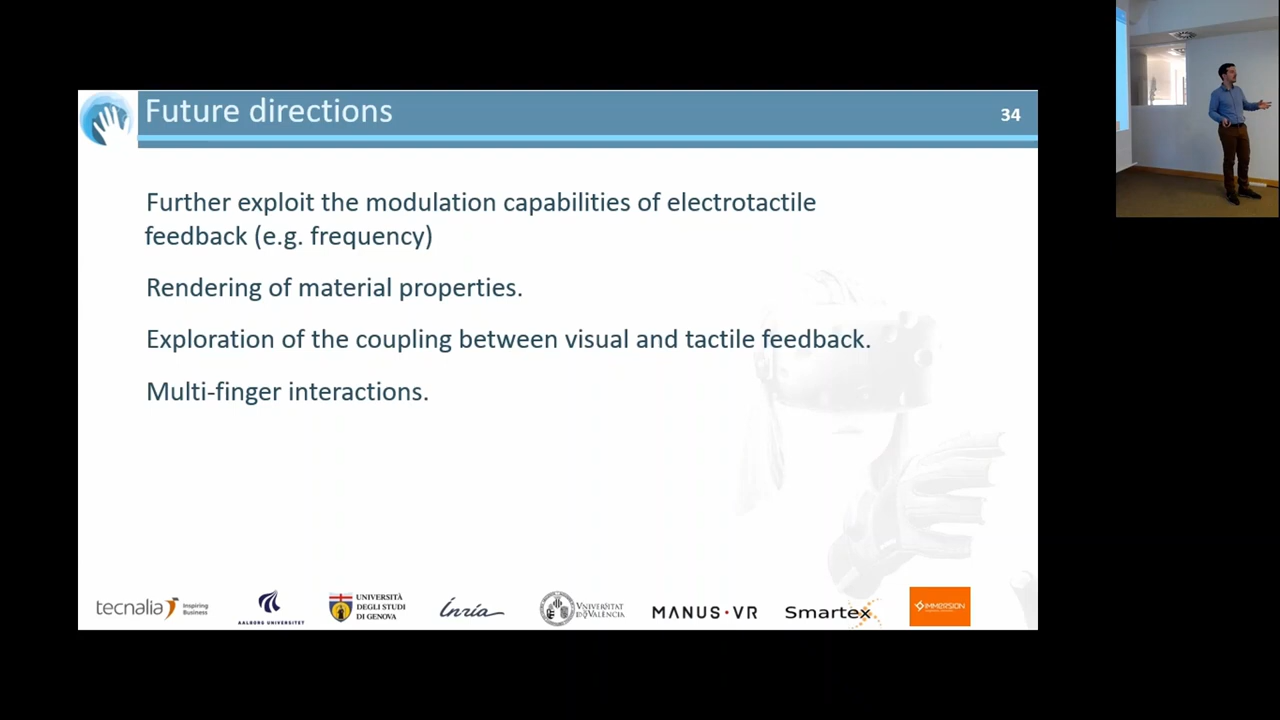 Future directions
34
Further exploit the modulation capabilities of electrotactile
feedback (e.g. frequency)
Rendering of material properties.
Exploration of the coupling between visual and tactile feedback.
Multi-finger interactions.
tecnalia Inspiring
Business
AALBORG UNIVERSITET
UNIVERSITÀ
DEGLI STUDI
DI GENOVA
Inria
VNIVERSITAT
DE VALÈNCIA
MANUS·VR
Smartex
IMMERSION